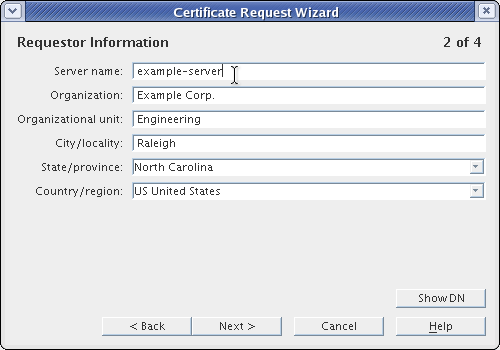 Certificate Request Wizard
Requestor Information 2 of 4
Server name: example-server
Organization: Example Corp.
Organizational unit: Engineering
City/locality: Raleigh
State/province: North Carolina
Country/region: US United States
Show DN
< Back Next > Cancel Help